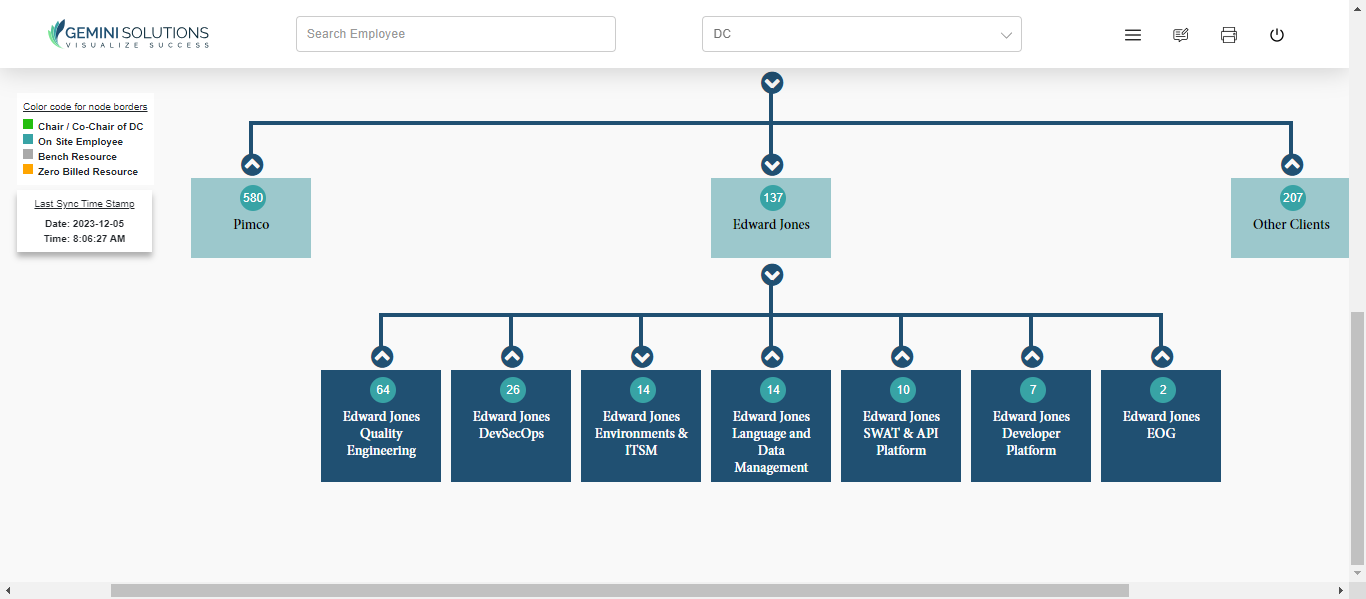 GEMINI SOLUTIONS
VISUALIZE SUCCESS
Search Employee
DC
Color code for node borders
Chair / Co-Chair of DC
On Site Employee
Bench Resource
Zero Billed Resource
Last Sync Time Stamp
Date: 2023-12-05
Time: 8:06:27 AM
580
Pimco
137
Edward Jones
207
Other Clients
64
Edward Jones
Quality
Engineering
26
Edward Jones
DevSecOps
14
Edward Jones
Environments &
ITSM
14
Edward Jones
Language and
Data
Management
10
Edward Jones
SWAT & API
Platform
7
Edward Jones
Developer
Platform
2
Edward Jones
EOG